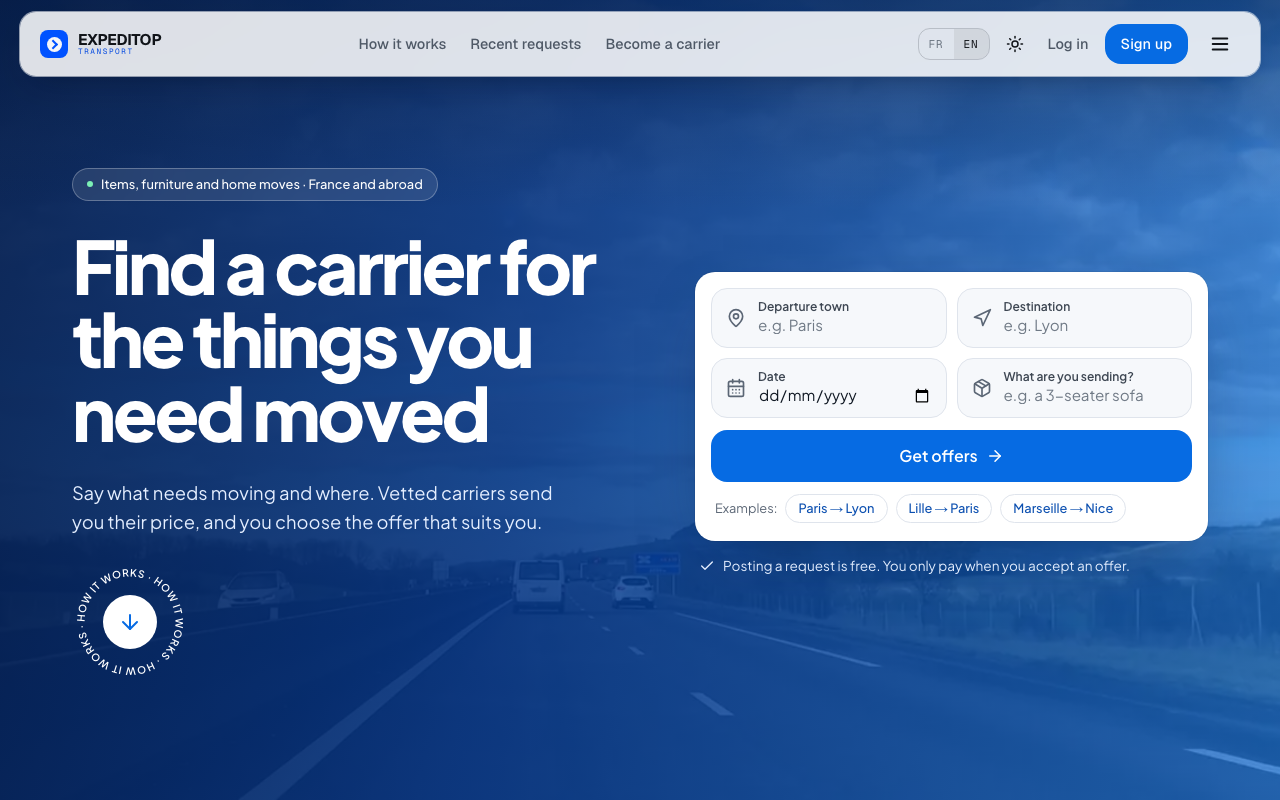 EXPEDITOP
TRANSPORT
How it works
Recent requests
Become a carrier
FR
EN
Log in
Sign up
Items, furniture and home moves · France and abroad
Find a carrier for
the things you
need moved
Say what needs moving and where. Vetted carriers send
you their price, and you choose the offer that suits you.
HOW IT WORKS · HOW IT WORKS · HOW IT WORKS ·
Departure town
e.g. Paris
Destination
e.g. Lyon
Date
dd/mm/yyyy
What are you sending?
e.g. a 3-seater sofa
Get offers →
Examples:
Paris → Lyon
Lille → Paris
Marseille → Nice
Posting a request is free. You only pay when you accept an offer.